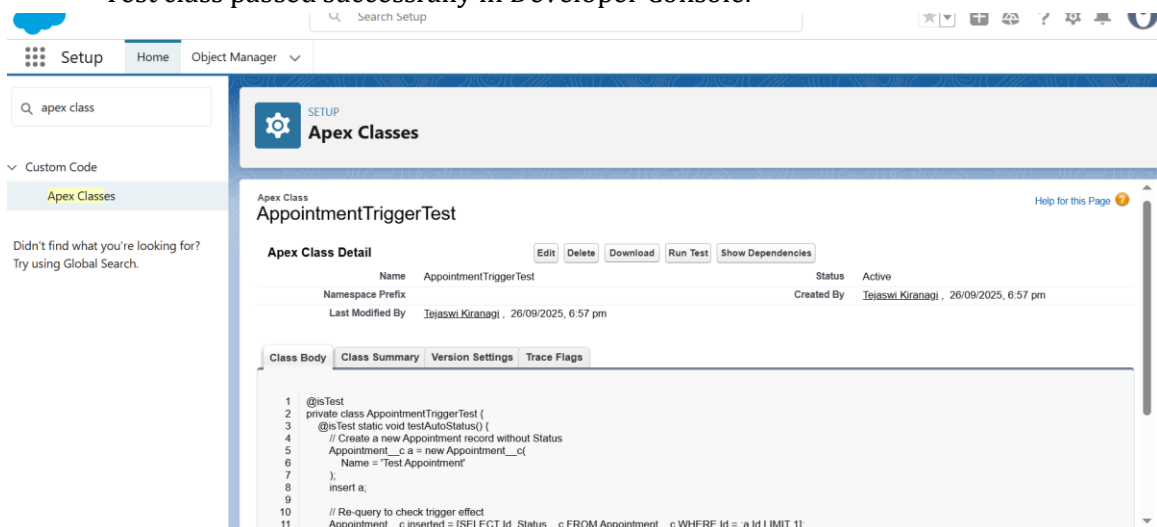 Test class passed successfully in Developer Console.
Search Setup
Setup Home Object Manager
apex class
SETUP
Apex Classes
Custom Code
Apex Classes
Didn't find what you're looking for?
Try using Global Search.
Apex Class
AppointmentTriggerTest
Help for this Page
Apex Class Detail Edit Delete Download Run Test Show Dependencies
Name AppointmentTriggerTest Status Active
Namespace Prefix Created By Tejaswi Kiranagi , 26/09/2025, 6:57 pm
Last Modified By Tejaswi Kiranagi , 26/09/2025, 6:57 pm
Class Body Class Summary Version Settings Trace Flags
1 @isTest
2 private class AppointmentTriggerTest {
3 @isTest static void testAutoStatus() {
4 // Create a new Appointment record without Status
5 Appointment__c a = new Appointment__c(
6 Name = 'Test Appointment'
7 );
8 insert a;
9
10 // Re-query to check trigger effect
11 Appointment__c inserted = [SELECT Id, Status__c FROM Appointment__c WHERE Id = :a.Id LIMIT 1];